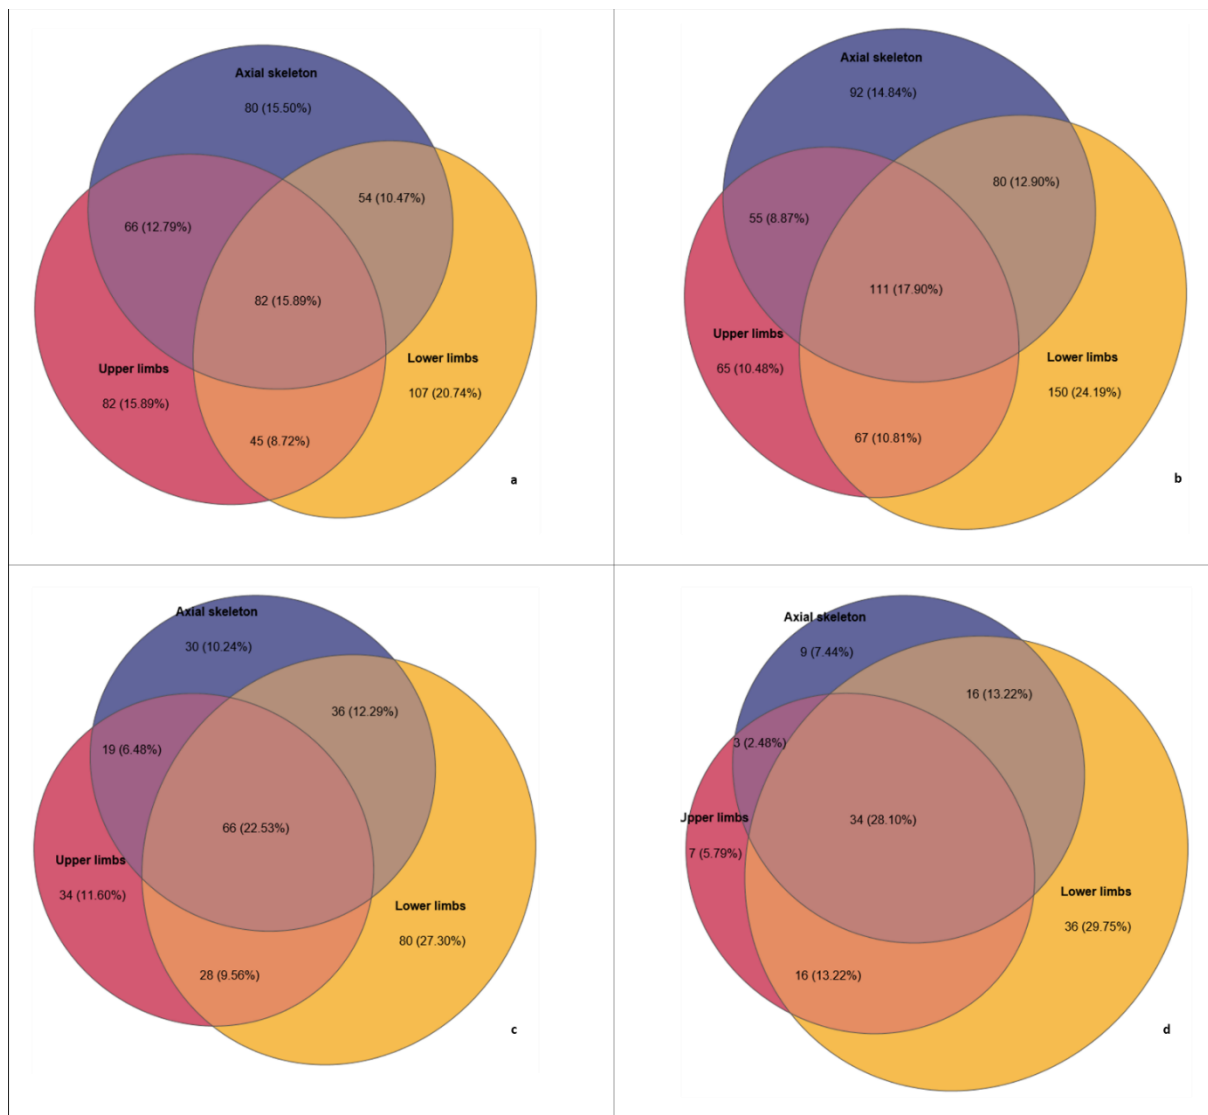 Axial skeleton
80 (15.50%)
54 (10.47%)
66 (12.79%)
82 (15.89%)
Lower limbs
Upper limbs
107 (20.74%)
82 (15.89%)
45 (8.72%)
a
Axial skeleton
92 (14.84%)
80 (12.90%)
55 (8.87%)
111 (17.90%)
Upper limbs
Lower limbs
65 (10.48%)
150 (24.19%)
67 (10.81%)
b
Axial skeleton
30 (10.24%)
36 (12.29%)
19 (6.48%)
66 (22.53%)
Upper limbs
34 (11.60%)
Lower limbs
80 (27.30%)
28 (9.56%)
c
Axial skeleton
9 (7.44%)
16 (13.22%)
3 (2.48%)
Upper limbs
34 (28.10%)
7 (5.79%)
Lower limbs
36 (29.75%)
16 (13.22%)
d